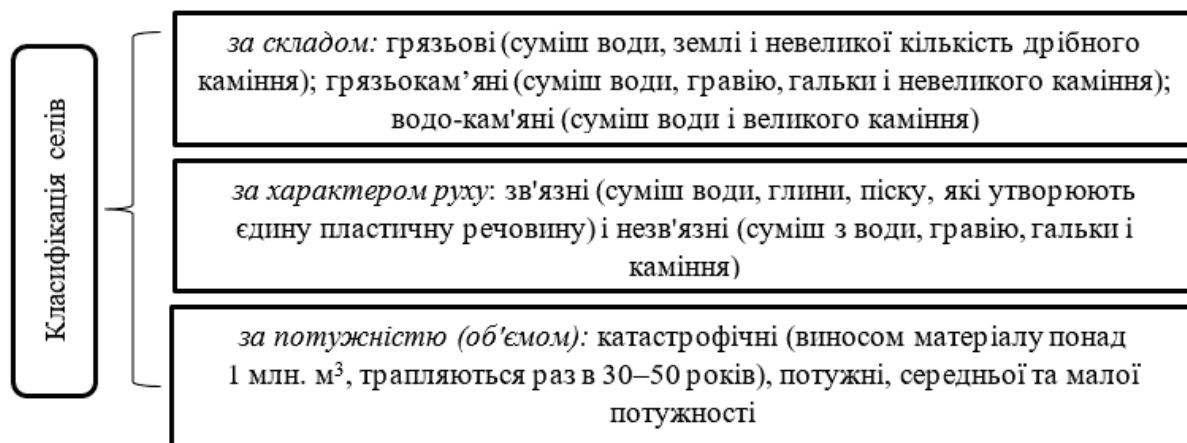 Класифікація селів
за складом: грязьові (суміш води, землі і невеликої кількість дрібного
каміння); грязьокам’яні (суміш води, гравію, гальки і невеликого каміння);
водо-кам'яні (суміш води і великого каміння)
за характером руху: зв'язні (суміш води, глини, піску, які утворюють
єдину пластичну речовину) і незв'язні (суміш з води, гравію, гальки і
каміння)
за потужністю (об'ємом): катастрофічні (виносом матеріалу понад
1 млн. м³, трапляються раз в 30–50 років), потужні, середньої та малої
потужності